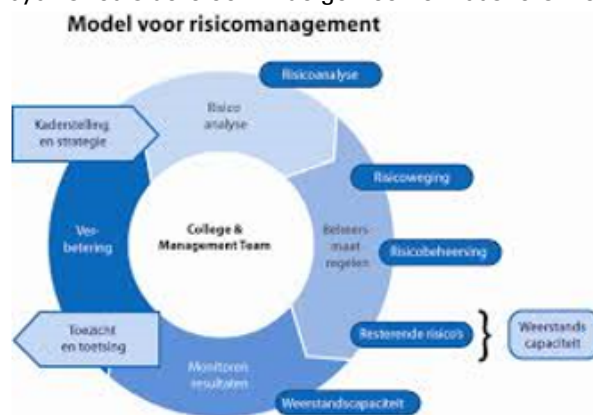 Model voor risicomanagement
Risicoanalyse
Risico
analyse
Kaderstelling
en strategie
Risicoweging
College &
Management Team
Ver-
betering
Beheers-
maat
regelen
Risicobeheersing
Toezicht
en toetsing
Resterende risico's
}
Weerstands
capaciteit
Monitoren
resultaten
Weerstandscapaciteit